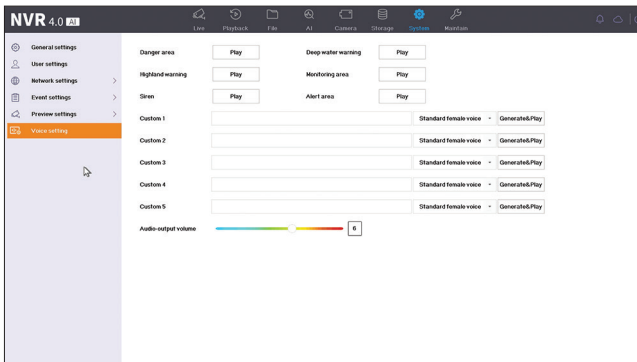 NVR 4.0 AI
Live Playback File AI Camera Storage System Maintain
General settings
User settings
Network settings
Event settings
Preview settings
Voice setting
Danger area Play Deep water warning Play
Highland warning Play Monitoring area Play
Siren Play Alert area Play
Custom 1 Standard female voice Generate&Play
Custom 2 Standard female voice Generate&Play
Custom 3 Standard female voice Generate&Play
Custom 4 Standard female voice Generate&Play
Custom 5 Standard female voice Generate&Play
Audio-output volume 6